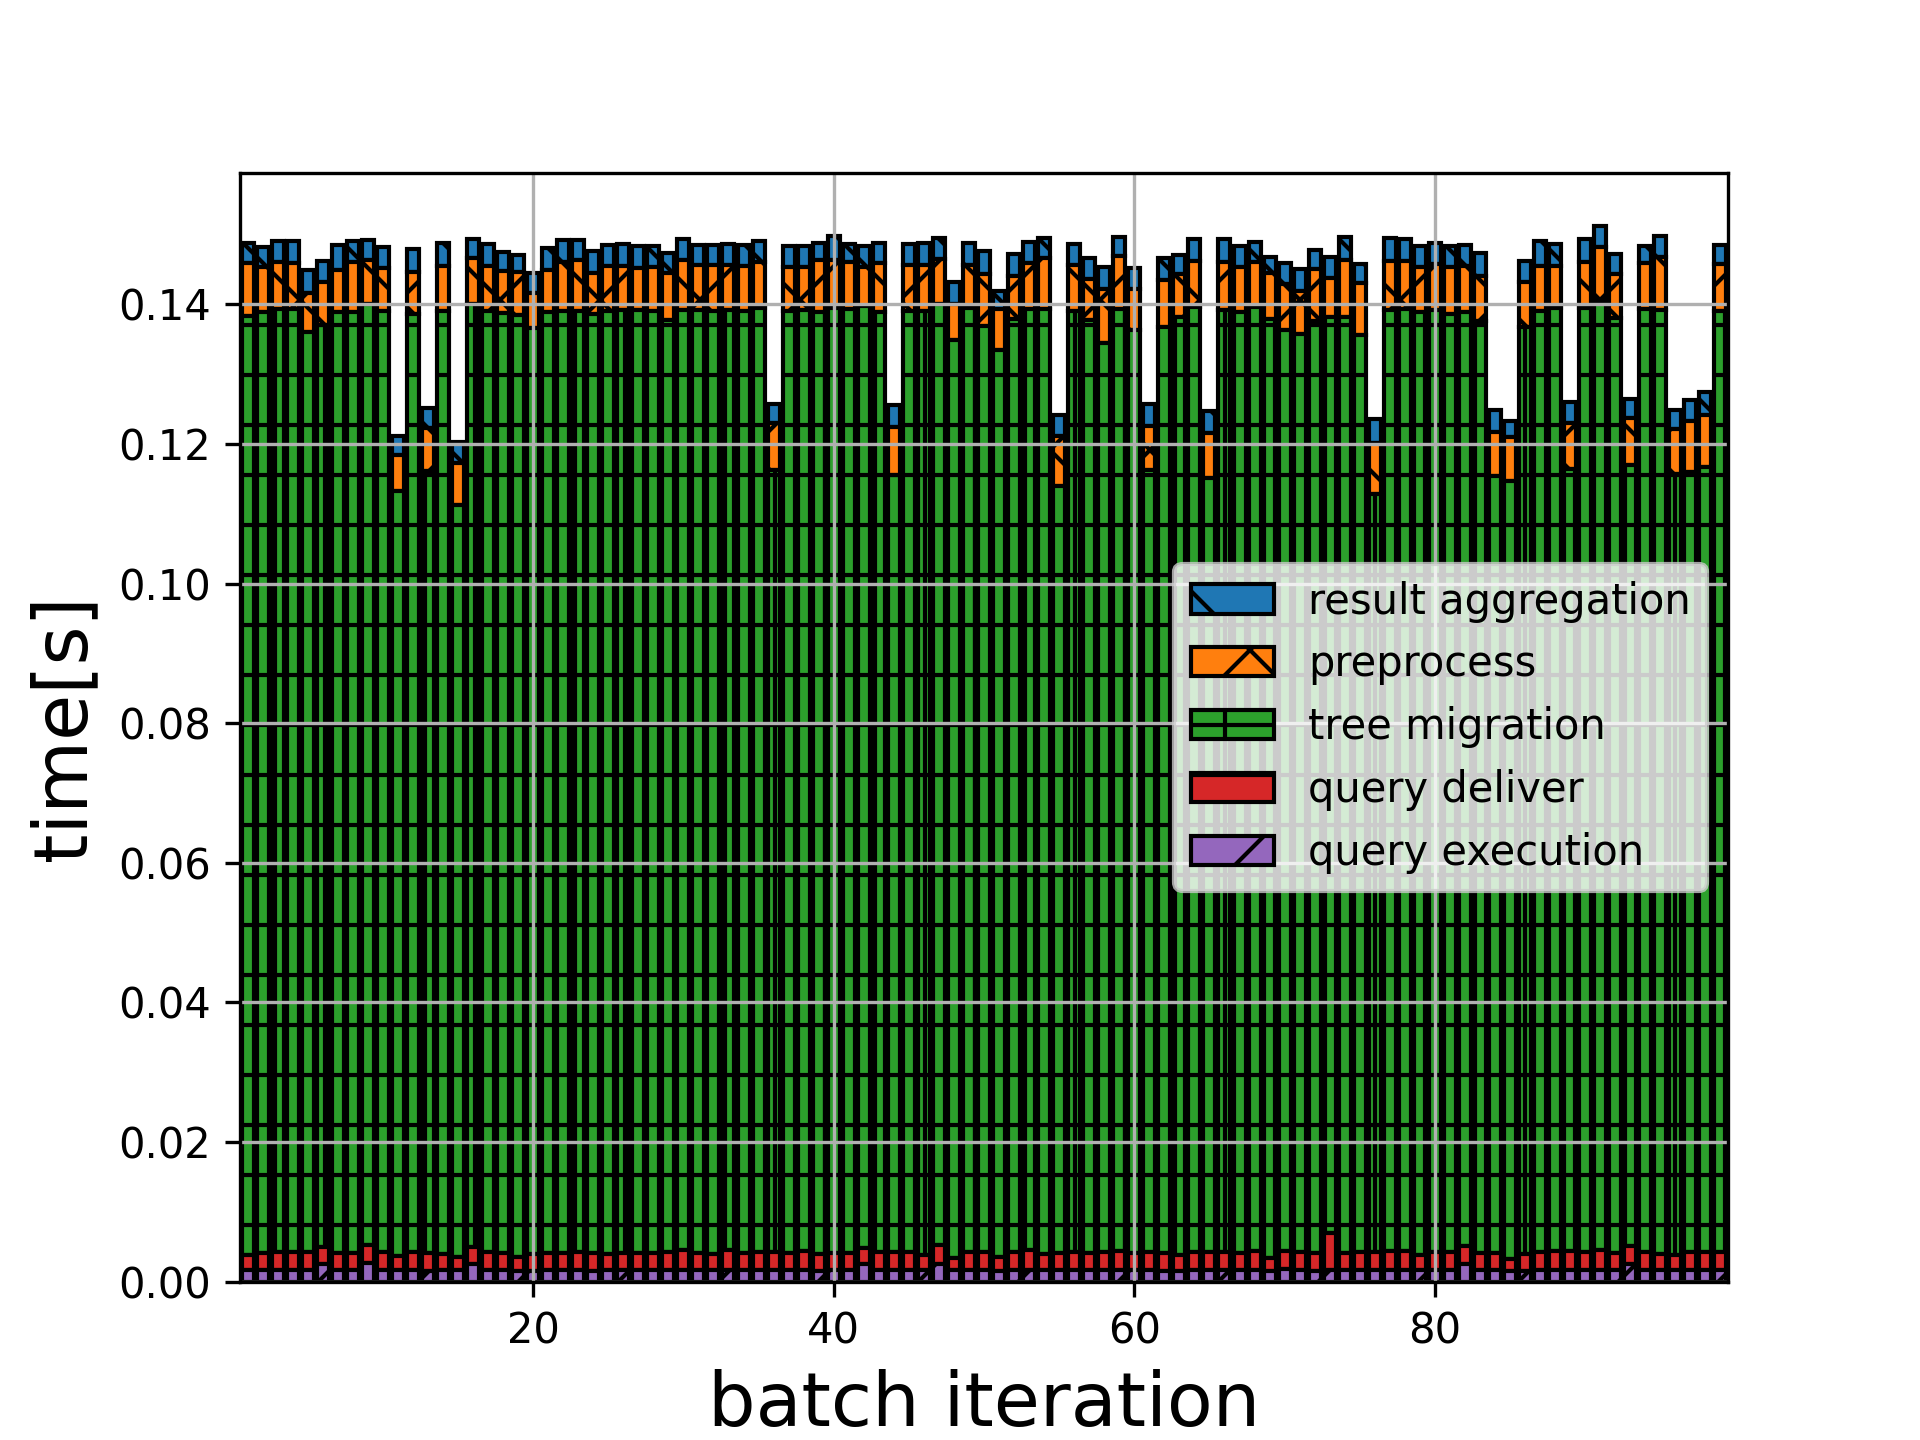 0.14
0.12
0.10
0.08
0.06
0.04
0.02
0.00
time[s]
result aggregation
preprocess
tree migration
query deliver
query execution
20 40 60 80
batch iteration